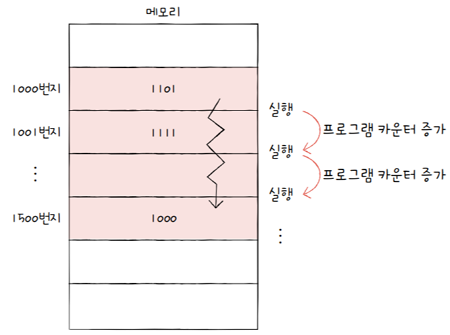 메모리
1000번지 1101
실행
프로그램 카운터 증가
1001번지 1111
실행
프로그램 카운터 증가
⋮
실행
1500번지 1000
⋮